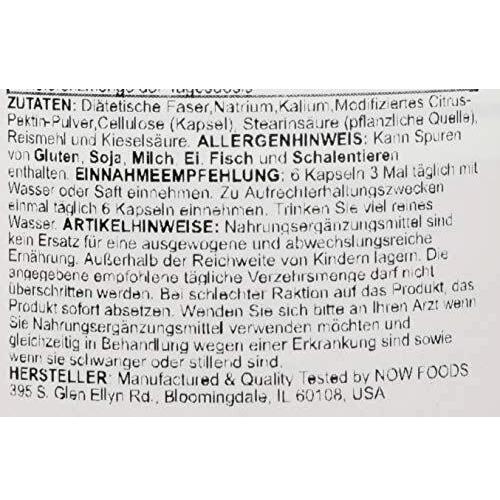 ZUTATEN: Diätetische Faser,Natrium,Kalium,Modifiziertes Citrus-
Pektin-Pulver,Cellulose (Kapsel), Stearinsäure (pflanzliche Quelle),
Reismehl und Kieselsäure. ALLERGENHINWEIS: Kann Spuren
von Gluten, Soja, Milch, Ei, Fisch und Schalentieren
enthalten. EINNAHMEEMPFEHLUNG: 6 Kapseln 3 Mal täglich mit
Wasser oder Saft einnehmen. Zu Aufrechterhaltungszwecken
einmal täglich 6 Kapseln einnehmen. Trinken Sie viel reines
Wasser. ARTIKELHINWEISE: Nahrungsergänzungsmittel sind
kein Ersatz für eine ausgewogene und abwechslungsreiche
Ernährung. Außerhalb der Reichweite von Kindern lagern. Die
angegebene empfohlene tägliche Verzehrsmenge darf nicht
überschritten werden. Bei schlechter Raktion auf das Produkt, das
Produkt sofort absetzen. Wenden Sie sich bitte an Ihren Arzt wenn
Sie Nahrungsergänzungsmittel verwenden möchten und
gleichzeitig in Behandlung wegen einer Erkrankung sind sowie
wenn sie schwanger oder stillend sind.
HERSTELLER: Manufactured & Quality Tested by NOW FOODS
395 S. Glen Ellyn Rd., Bloomingdale, IL 60108, USA